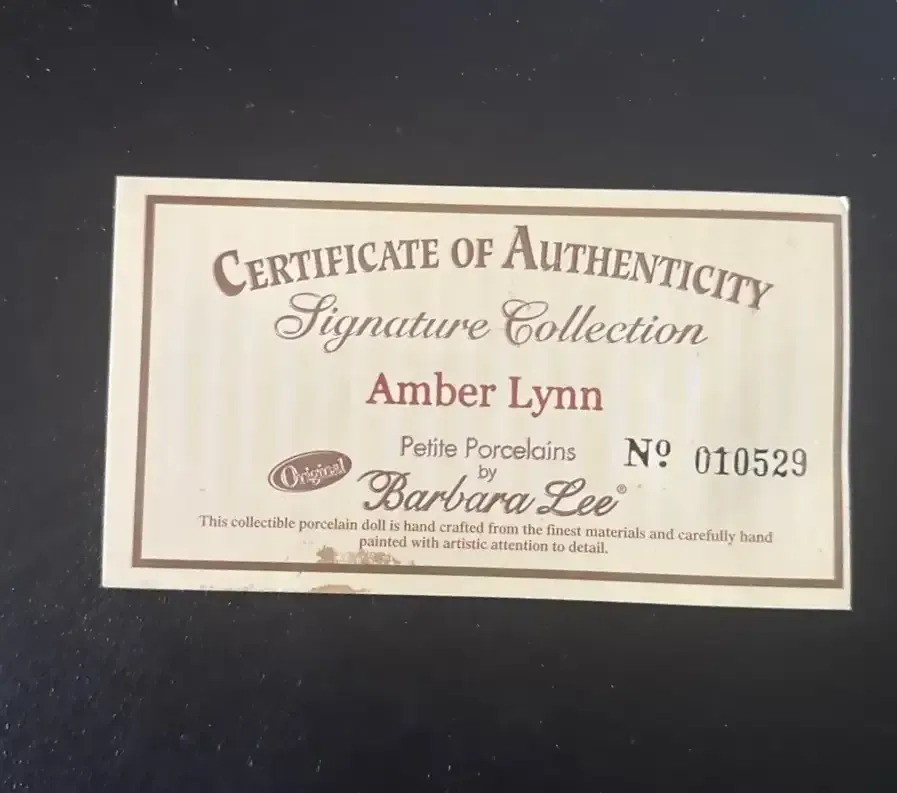 CERTIFICATE OF AUTHENTICITY
Signature Collection
Amber Lynn
Petite Porcelains
by
Original
Barbara Lee®
Nº 010529
This collectible porcelain doll is hand crafted from the finest materials and carefully hand
painted with artistic attention to detail.